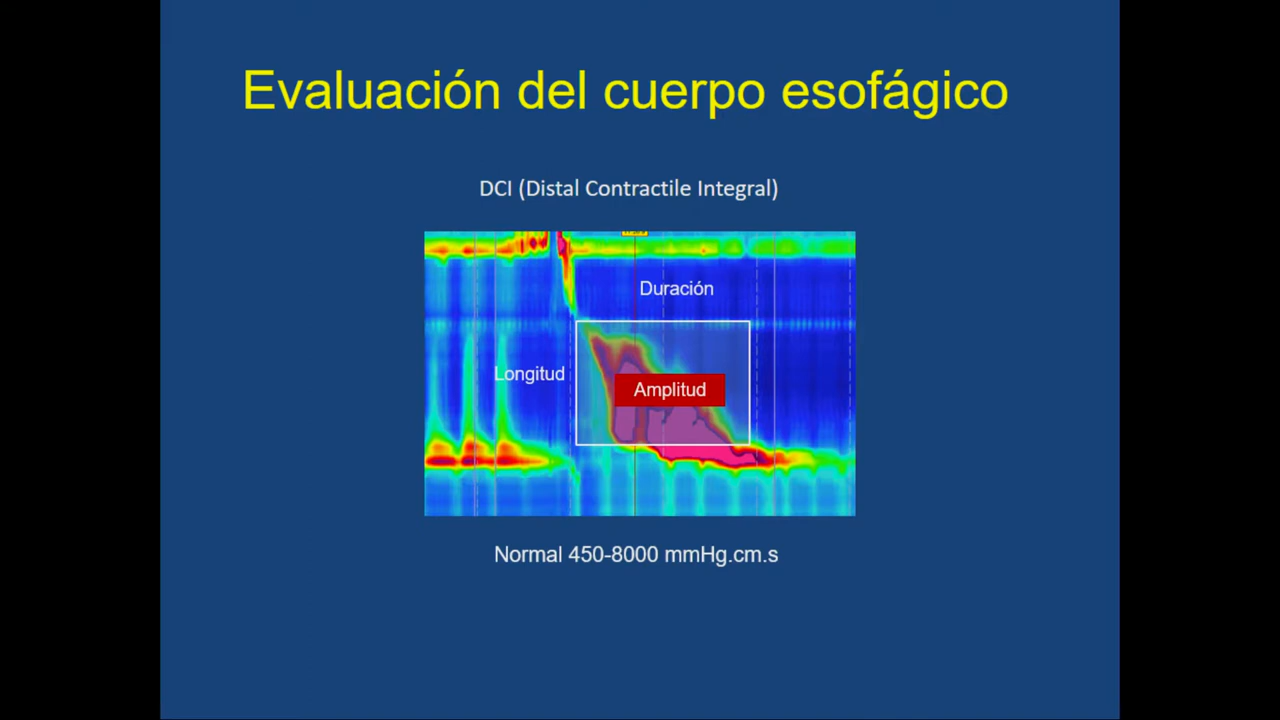 Evaluación del cuerpo esofágico
DCI (Distal Contractile Integral)
Duración
Longitud
Amplitud
Normal 450-8000 mmHg.cm.s